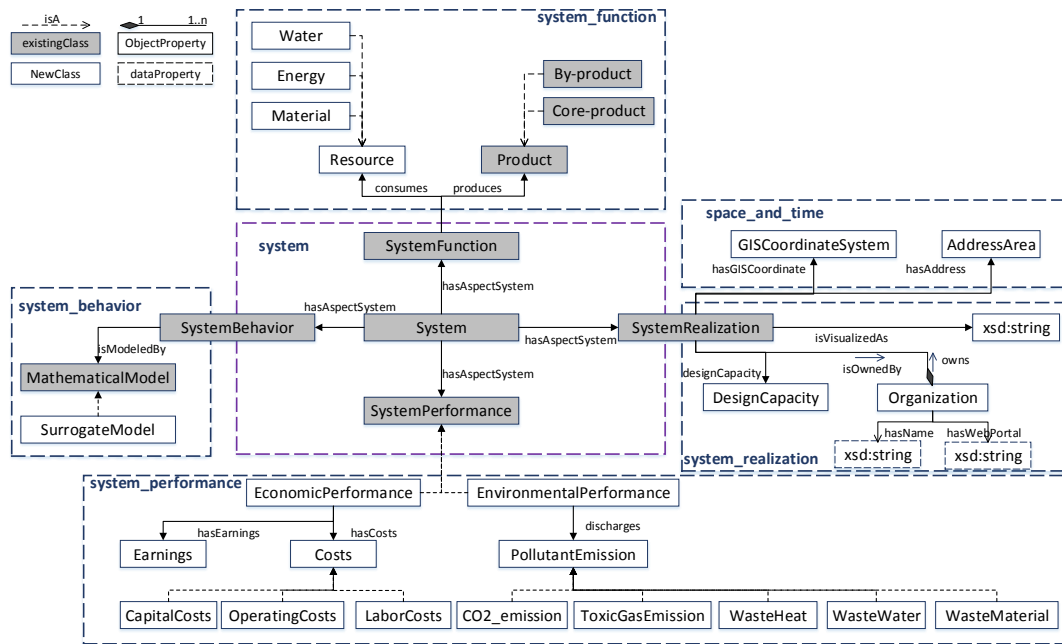 isA
1 1..n
existingClass
ObjectProperty
NewClass
dataProperty
system_function
Water
Energy
Material
By-product
Core-product
Resource
Product
consumes
produces
system
SystemFunction
hasAspectSystem
space_and_time
GISCoordinateSystem
AddressArea
hasGISCoordinate
hasAddress
system_behavior
SystemBehavior
hasAspectSystem
System
hasAspectSystem
SystemRealization
isVisualizedAs
xsd:string
isModeledBy
MathematicalModel
SurrogateModel
hasAspectSystem
SystemPerformance
designCapacity
DesignCapacity
isOwnedBy
owns
Organization
hasName
hasWebPortal
xsd:string
xsd:string
system_realization
system_performance
EconomicPerformance
EnvironmentalPerformance
hasEarnings
hasCosts
discharges
Earnings
Costs
PollutantEmission
CapitalCosts
OperatingCosts
LaborCosts
CO2_emission
ToxicGasEmission
WasteHeat
WasteWater
WasteMaterial